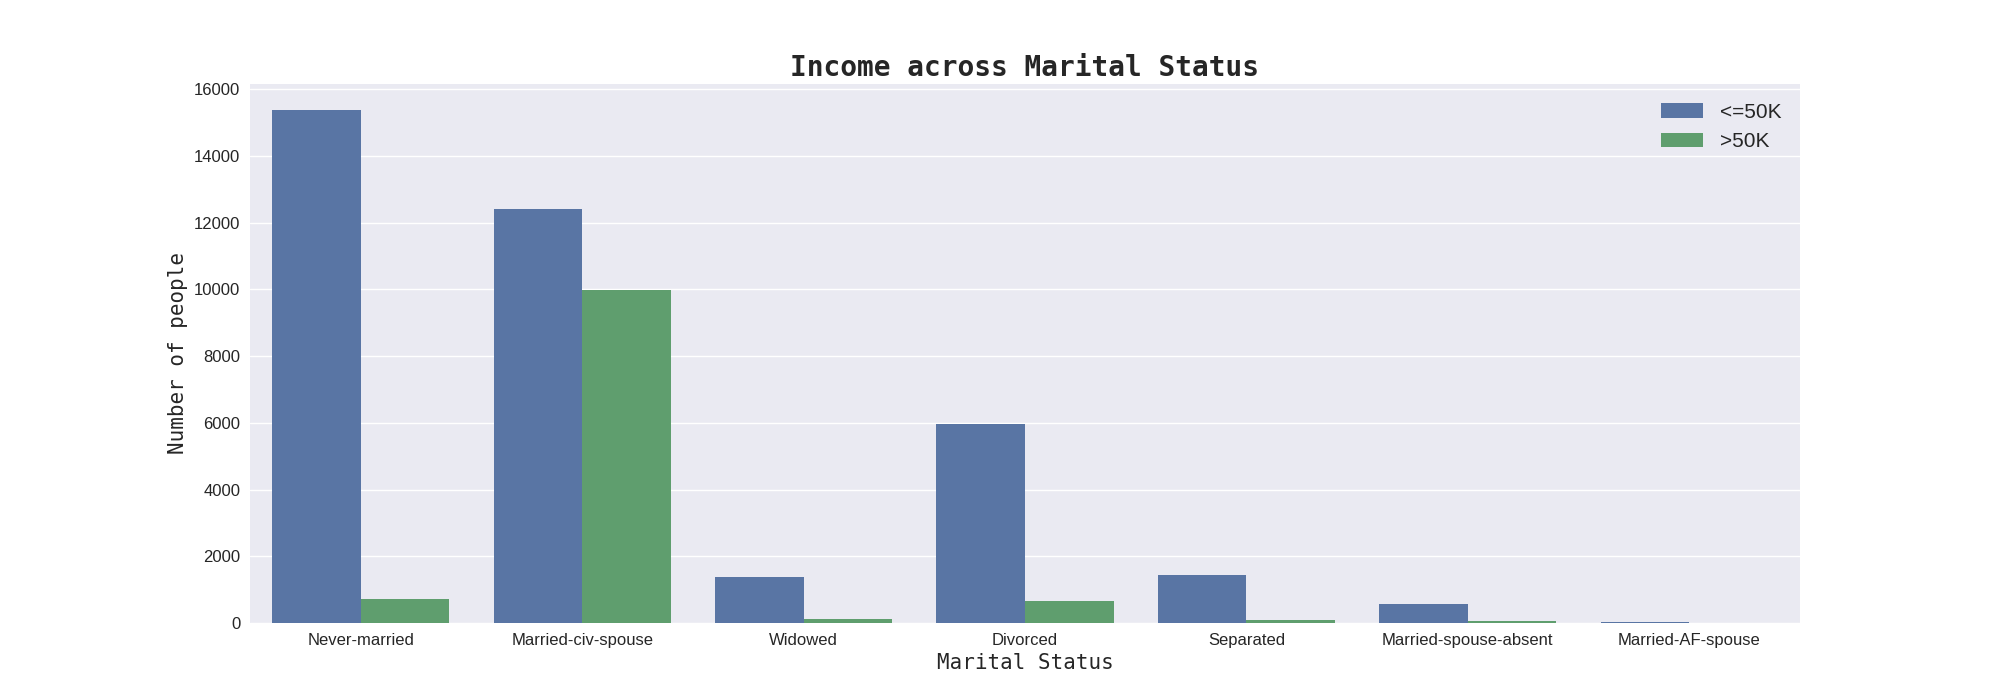 Income across Marital Status
<=50K
>50K
16000
14000
12000
10000
8000
6000
4000
2000
0
Number of people
Never-married Married-civ-spouse Widowed Divorced Separated Married-spouse-absent Married-AF-spouse
Marital Status